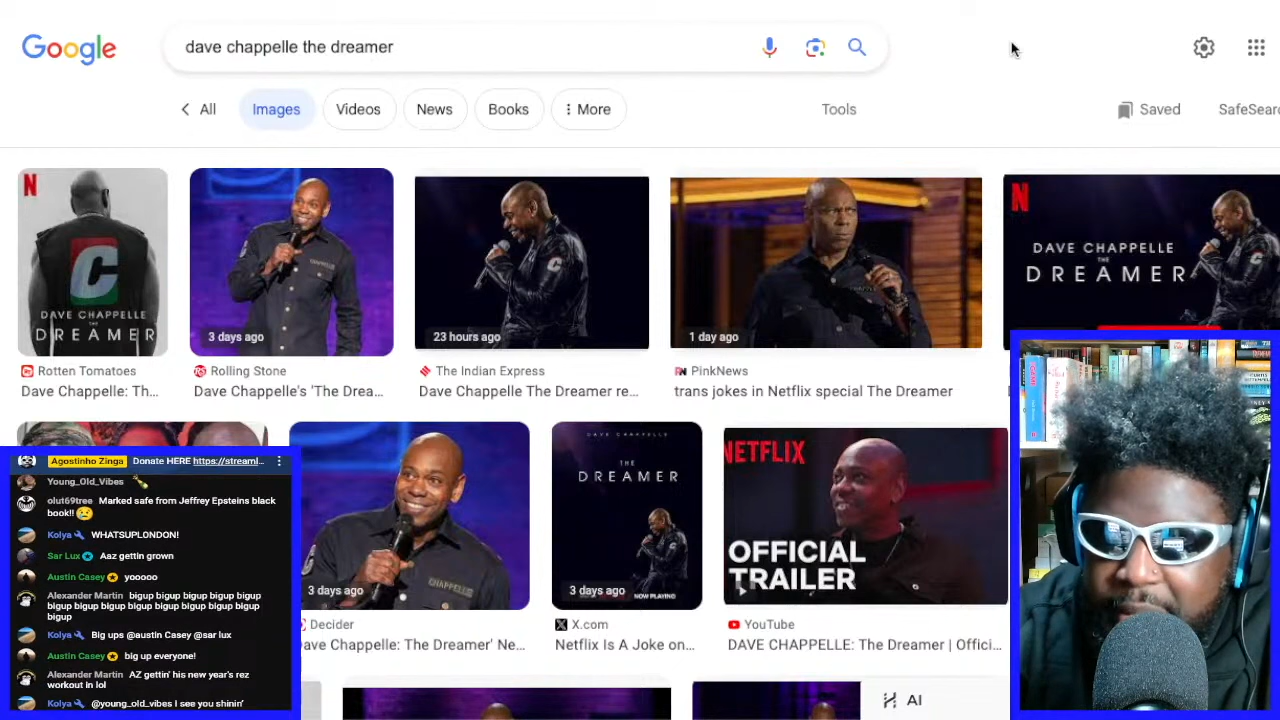 Google
dave chappelle the dreamer
All
Images
Videos
News
Books
More
Tools
Saved
SafeSearc
N
DAVE CHAPPELLE
THE
DREAMER
3 days ago
23 hours ago
1 day ago
N
DAVE CHAPPELLE
THE
DREAMER
Rotten Tomatoes
Dave Chappelle: Th...
Rolling Stone
Dave Chappelle's 'The Drea...
The Indian Express
Dave Chappelle TheDreamer re...
PinkNews
trans jokes in Netflix special The Dreamer
Agostinho Zinga Donate HERE https://streaml...
Young_Old_Vibes
olut69tree Marked safe from Jeffrey Epsteins black
book!!
Kolya WHATSUPLONDON!
Sar Lux Aaz gettin grown
Austin Casey yooooo
Alexander Martin bigup bigup bigup bigup bigup
bigup bigup bigup bigup bigup bigup bigup bigup
bigup
Kolya Big ups @austin Casey @sar lux
Austin Casey big up everyone!
Alexander Martin AZ gettin' his new year's rez
workout in lol
Kolya @young_old_vibes I see you shinin'
CHAPPELLE
3 days ago
Decider
Dave Chappelle: The Dreamer' Ne...
DAVE CHAPPELLE
THE
DREAMER
3 days ago
NOW PLAYING
X.com
Netflix Is A Joke on...
NETFLIX
OFFICIAL
TRAILER
YouTube
DAVE CHAPPELLE: The Dreamer | Offici...
AI